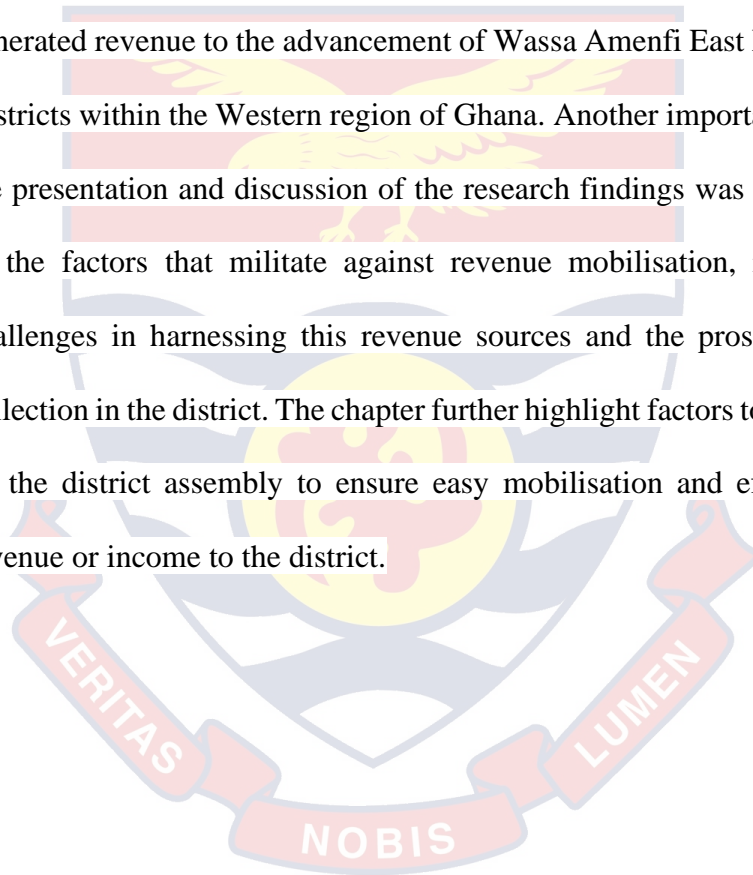 nerated revenue to the advancement of Wassa Amenfi East
stricts within the Western region of Ghana. Another importa
presentation and discussion of the research findings was
the factors that militate against revenue mobilisation,
allenges in harnessing this revenue sources and the pros
llection in the district. The chapter further highlight factors to
the district assembly to ensure easy mobilisation and ef
venue or income to the district.
VERITAS
NOBIS
LUMEN